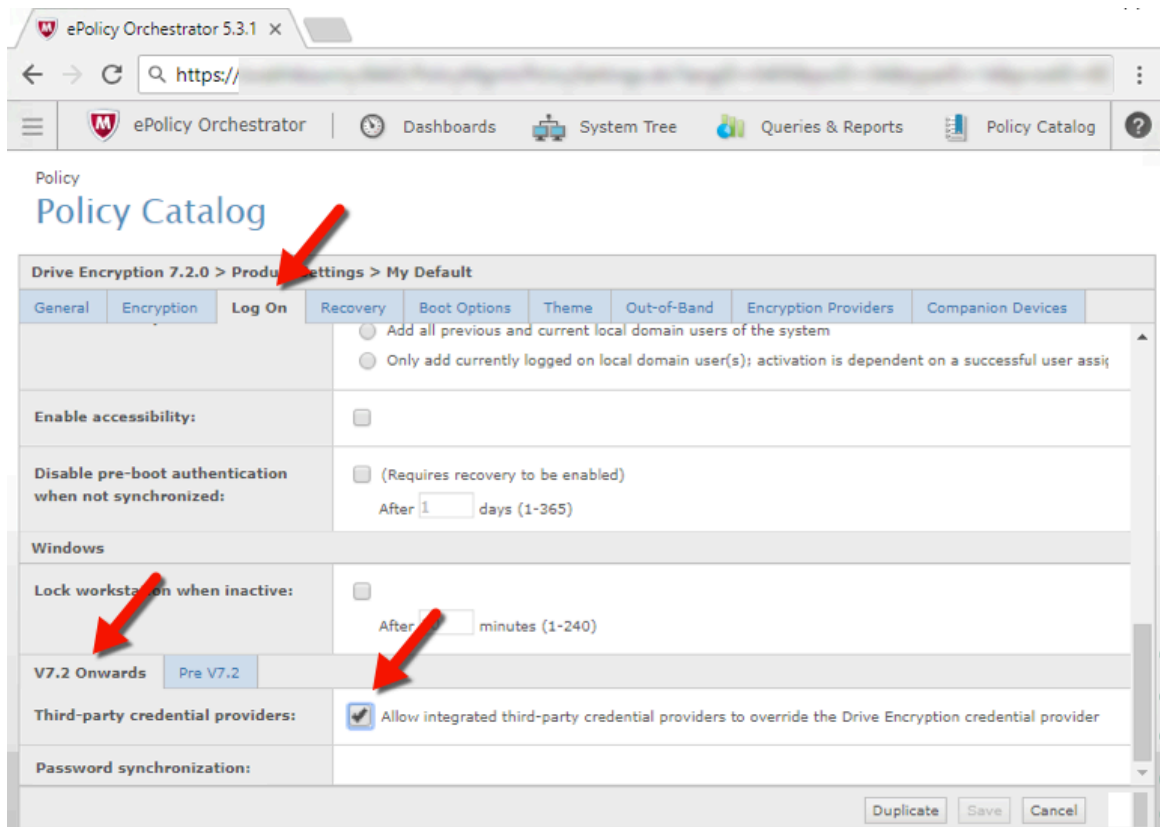 ePolicy Orchestrator 5.3.1
https://
ePolicy Orchestrator
Dashboards
System Tree
Queries & Reports
Policy Catalog
Policy
Policy Catalog
Drive Encryption 7.2.0 > Produ ettings > My Default
General Encryption Log On Recovery Boot Options Theme Out-of-Band Encryption Providers Companion Devices
Add all previous and current local domain users of the system
Only add currently logged on local domain user(s); activation is dependent on a successful user assig
Enable accessibility:
Disable pre-boot authentication
when not synchronized:
(Requires recovery to be enabled)
After 1 days (1-365)
Windows
Lock workstation when inactive:
After minutes (1-240)
V7.2 Onwards Pre V7.2
Third-party credential providers:
Allow integrated third-party credential providers to override the Drive Encryption credential provider
Password synchronization:
Duplicate Save Cancel